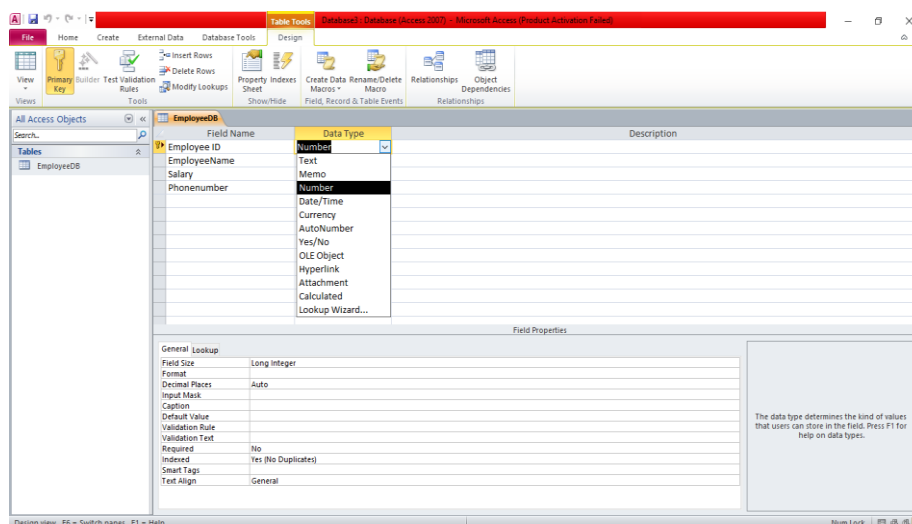 Table Tools
Database3 : Database (Access 2007) - Microsoft Access (Product Activation Failed)
File Home Create External Data Database Tools Design
View
Primary Key
Builder
Test Validation Rules
Insert Rows
Delete Rows
Modify Lookups
Property Sheet
Indexes
Create Data Macros
Rename/Delete Macro
Relationships
Object Dependencies
Views Tools Show/Hide Field, Record & Table Events Relationships
All Access Objects
Search...
Tables
EmployeeDB
EmployeeDB
Field Name Data Type Description
Employee ID Number
EmployeeName
Salary
Phonenumber
Text
Memo
Number
Date/Time
Currency
AutoNumber
Yes/No
OLE Object
Hyperlink
Attachment
Calculated
Lookup Wizard...
Field Properties
General Lookup
Field Size Long Integer
Format
Decimal Places Auto
Input Mask
Caption
Default Value
Validation Rule
Validation Text
Required No
Indexed Yes (No Duplicates)
Smart Tags
Text Align General
The data type determines the kind of values
that users can store in the field. Press F1 for
help on data types.
Design view. F6 = Switch panes. F1 = Help.
Num Lock